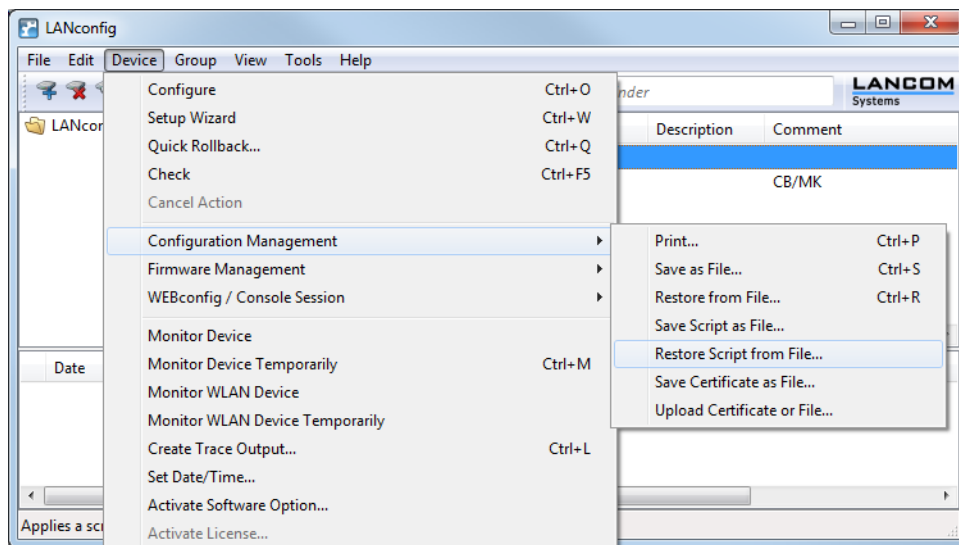 LANconfig
File Edit Device Group View Tools Help
LANCOM
Systems
Configure Ctrl+O
Setup Wizard Ctrl+W
Quick Rollback... Ctrl+Q
Check Ctrl+F5
Cancel Action
Configuration Management
Firmware Management
WEBconfig / Console Session
Monitor Device
Monitor Device Temporarily Ctrl+M
Monitor WLAN Device
Monitor WLAN Device Temporarily
Create Trace Output... Ctrl+L
Set Date/Time...
Activate Software Option...
Activate License...
Description Comment
CB/MK
Print... Ctrl+P
Save as File... Ctrl+S
Restore from File... Ctrl+R
Save Script as File...
Restore Script from File...
Save Certificate as File...
Upload Certificate or File...
Date
Applies a